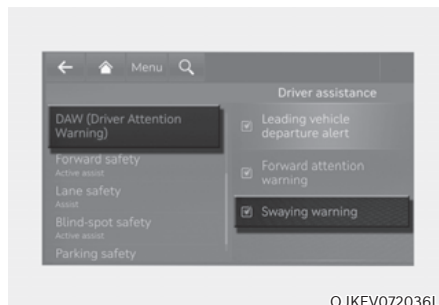 Menu
Driver assistance
DAW (Driver Attention
Warning)
Leading vehicle
departure alert
Forward safety
Active assist
Forward attention
warning
Lane safety
Assist
Swaying warning
Blind-spot safety
Active assist
Parking safety
OJKEV072036L